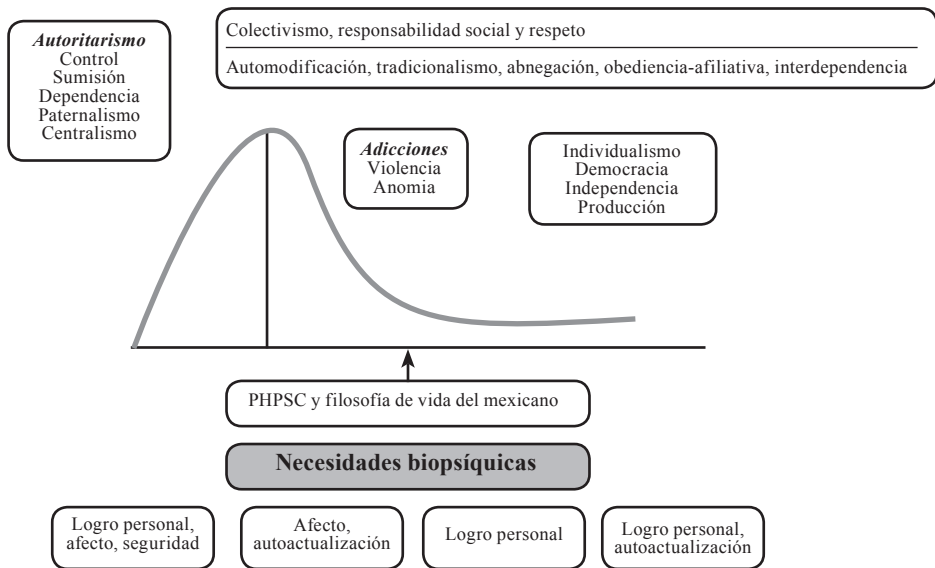 Autoritarismo
Control
Sumisión
Dependencia
Paternalismo
Centralismo
Colectivismo, responsabilidad social y respeto
Automodificación, tradicionalismo, abnegación, obediencia-afiliativa, interdependencia
Adicciones
Violencia
Anomia
Individualismo
Democracia
Independencia
Producción
PHPSC y filosofía de vida del mexicano
Necesidades biopsíquicas
Logro personal,
afecto, seguridad
Afecto,
autoactualización
Logro personal
Logro personal,
autoactualización